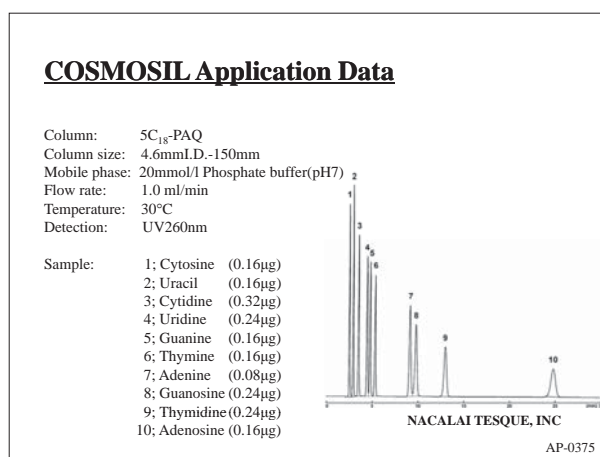 COSMOSIL Application Data
Column: 5C18-PAQ
Column size: 4.6mmI.D.-150mm
Mobile phase: 20mmol/l Phosphate buffer(pH7)
Flow rate: 1.0 ml/min
Temperature: 30°C
Detection: UV260nm
Sample: 1; Cytosine (0.16μg)
2; Uracil (0.16μg)
3; Cytidine (0.32μg)
4; Uridine (0.24μg)
5; Guanine (0.16μg)
6; Thymine (0.16μg)
7; Adenine (0.08μg)
8; Guanosine (0.24μg)
9; Thymidine (0.24μg)
10; Adenosine (0.16μg)
1
2
3
4
5
6
7
8
9
10
NACALAI TESQUE, INC
AP-0375